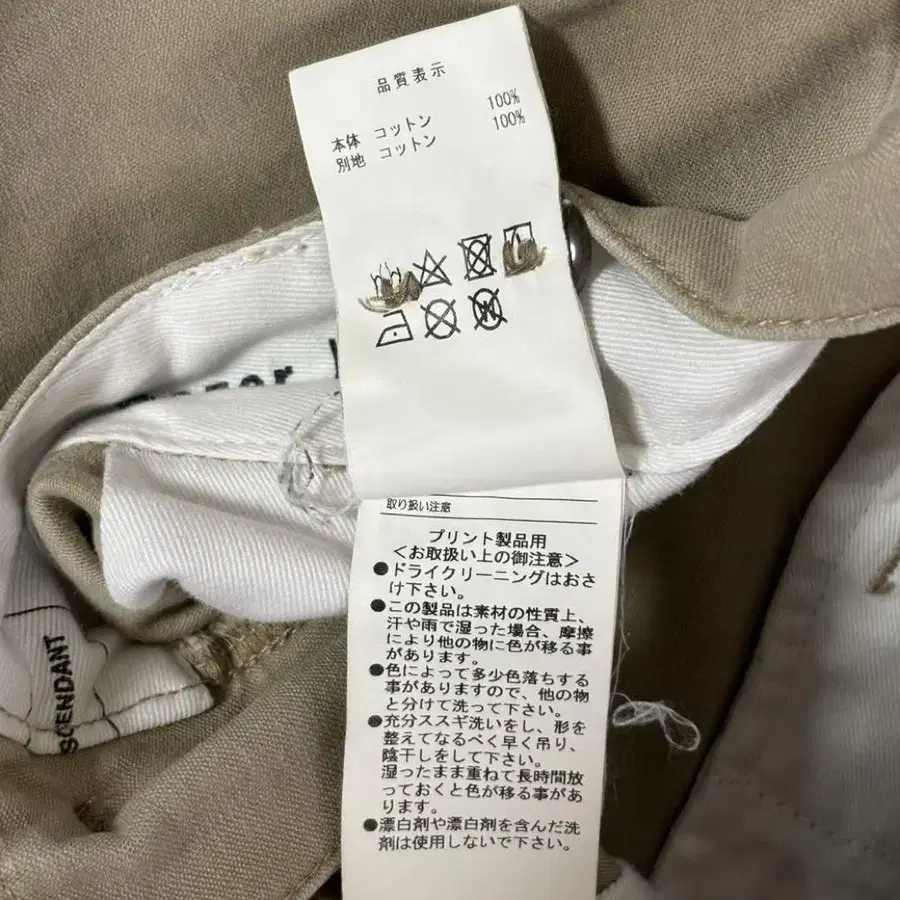 品質表示
本体 コットン 100%
別地 コットン 100%
取り扱い注意
プリント製品用
<お取扱い上の御注意>
●ドライクリーニングはおさ
け下さい。
●この製品は素材の性質上、
汗や雨で湿った場合、摩擦
により他の物に色が移る事
があります。
●色によって多少色落ちする
事がありますので、他の物
と分けて洗って下さい。
●充分ススギ洗いをし、形を
整えてなるべく早く吊り、
陰干しをして下さい。
湿ったまま重ねて長時間放
っておくと色が移る事があ
ります。
●漂白剤や漂白剤を含んだ洗
剤は使用しないで下さい。
SCENDANT